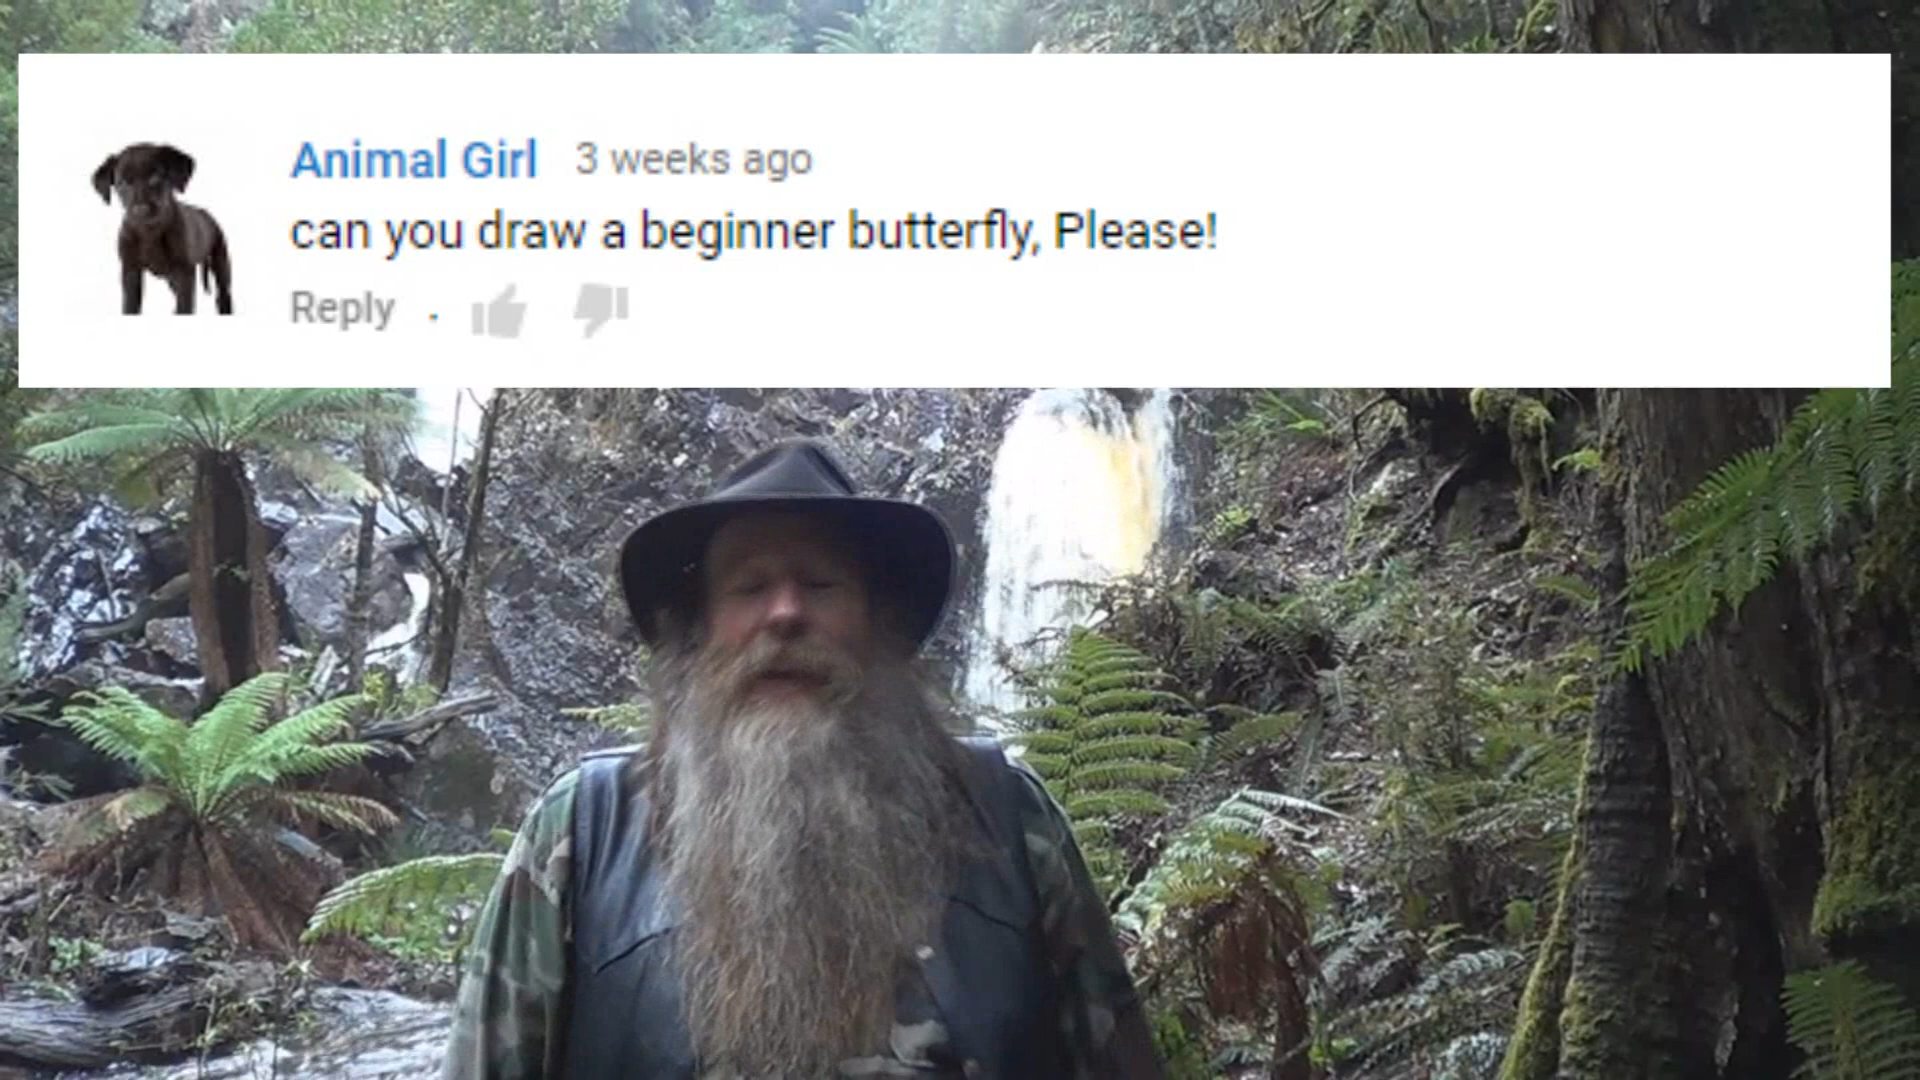 Animal Girl 3 weeks ago
can you draw a beginner butterfly, Please!
Reply .